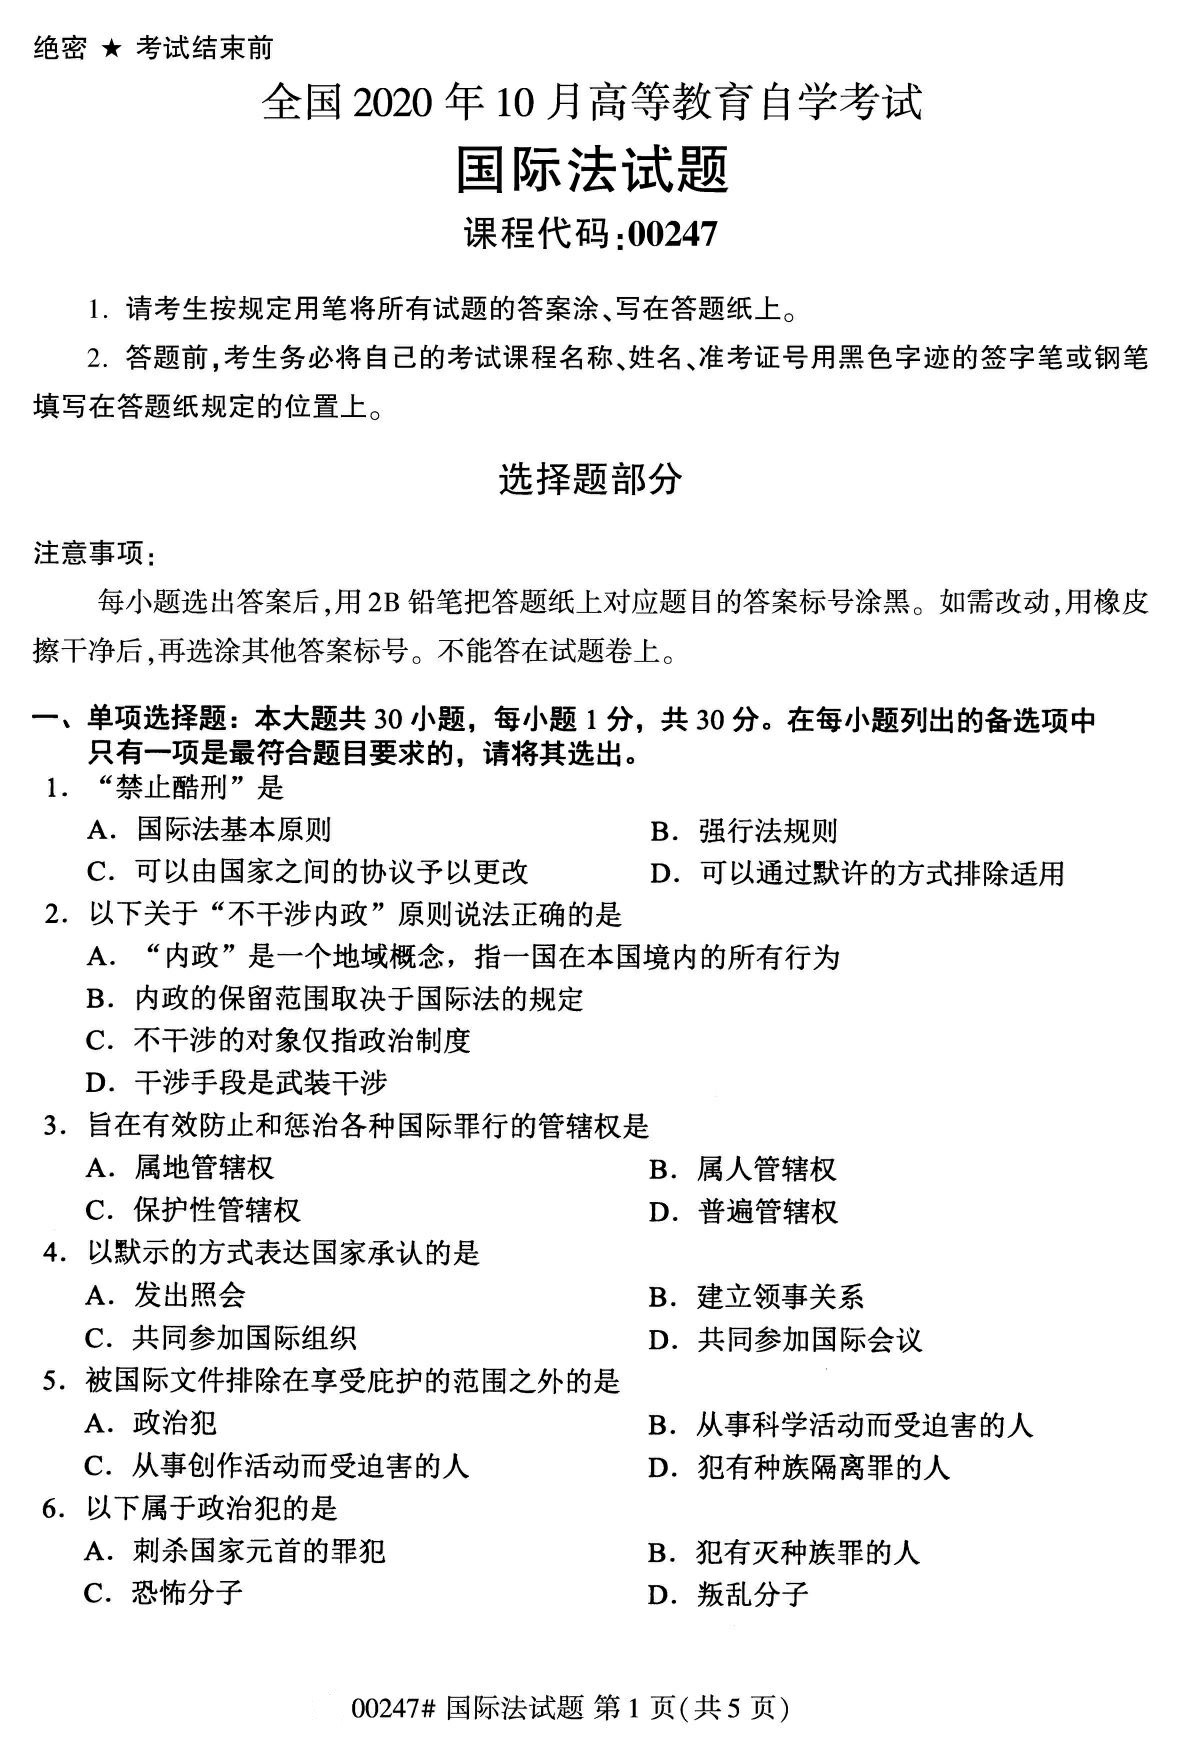 绝密 ★ 考试结束前
全国 2020 年 10 月高等教育自学考试
国际法试题
课程代码:00247
1. 请考生按规定用笔将所有试题的答案涂、写在答题纸上。
2. 答题前,考生务必将自己的考试课程名称、姓名、准考证号用黑色字迹的签字笔或钢笔
填写在答题纸规定的位置上。
选择题部分
注意事项:
每小题选出答案后,用 2B 铅笔把答题纸上对应题目的答案标号涂黑。如需改动,用橡皮
擦干净后,再选涂其他答案标号。不能答在试题卷上。
一、单项选择题：本大题共 30 小题，每小题 1 分，共 30 分。在每小题列出的备选项中
只有一项是最符合题目要求的，请将其选出。
1. “禁止酷刑”是
A. 国际法基本原则 B. 强行法规则
C. 可以由国家之间的协议予以更改 D. 可以通过默许的方式排除适用
2. 以下关于“不干涉内政”原则说法正确的是
A. “内政”是一个地域概念，指一国在本国境内的所有行为
B. 内政的保留范围取决于国际法的规定
C. 不干涉的对象仅指政治制度
D. 干涉手段是武装干涉
3. 旨在有效防止和惩治各种国际罪行的管辖权是
A. 属地管辖权 B. 属人管辖权
C. 保护性管辖权 D. 普遍管辖权
4. 以默示的方式表达国家承认的是
A. 发出照会 B. 建立领事关系
C. 共同参加国际组织 D. 共同参加国际会议
5. 被国际文件排除在享受庇护的范围之外的是
A. 政治犯 B. 从事科学活动而受迫害的人
C. 从事创作活动而受迫害的人 D. 犯有种族隔离罪的人
6. 以下属于政治犯的是
A. 刺杀国家元首的罪犯 B. 犯有灭种族罪的人
C. 恐怖分子 D. 叛乱分子
00247# 国际法试题 第 1 页(共 5 页)